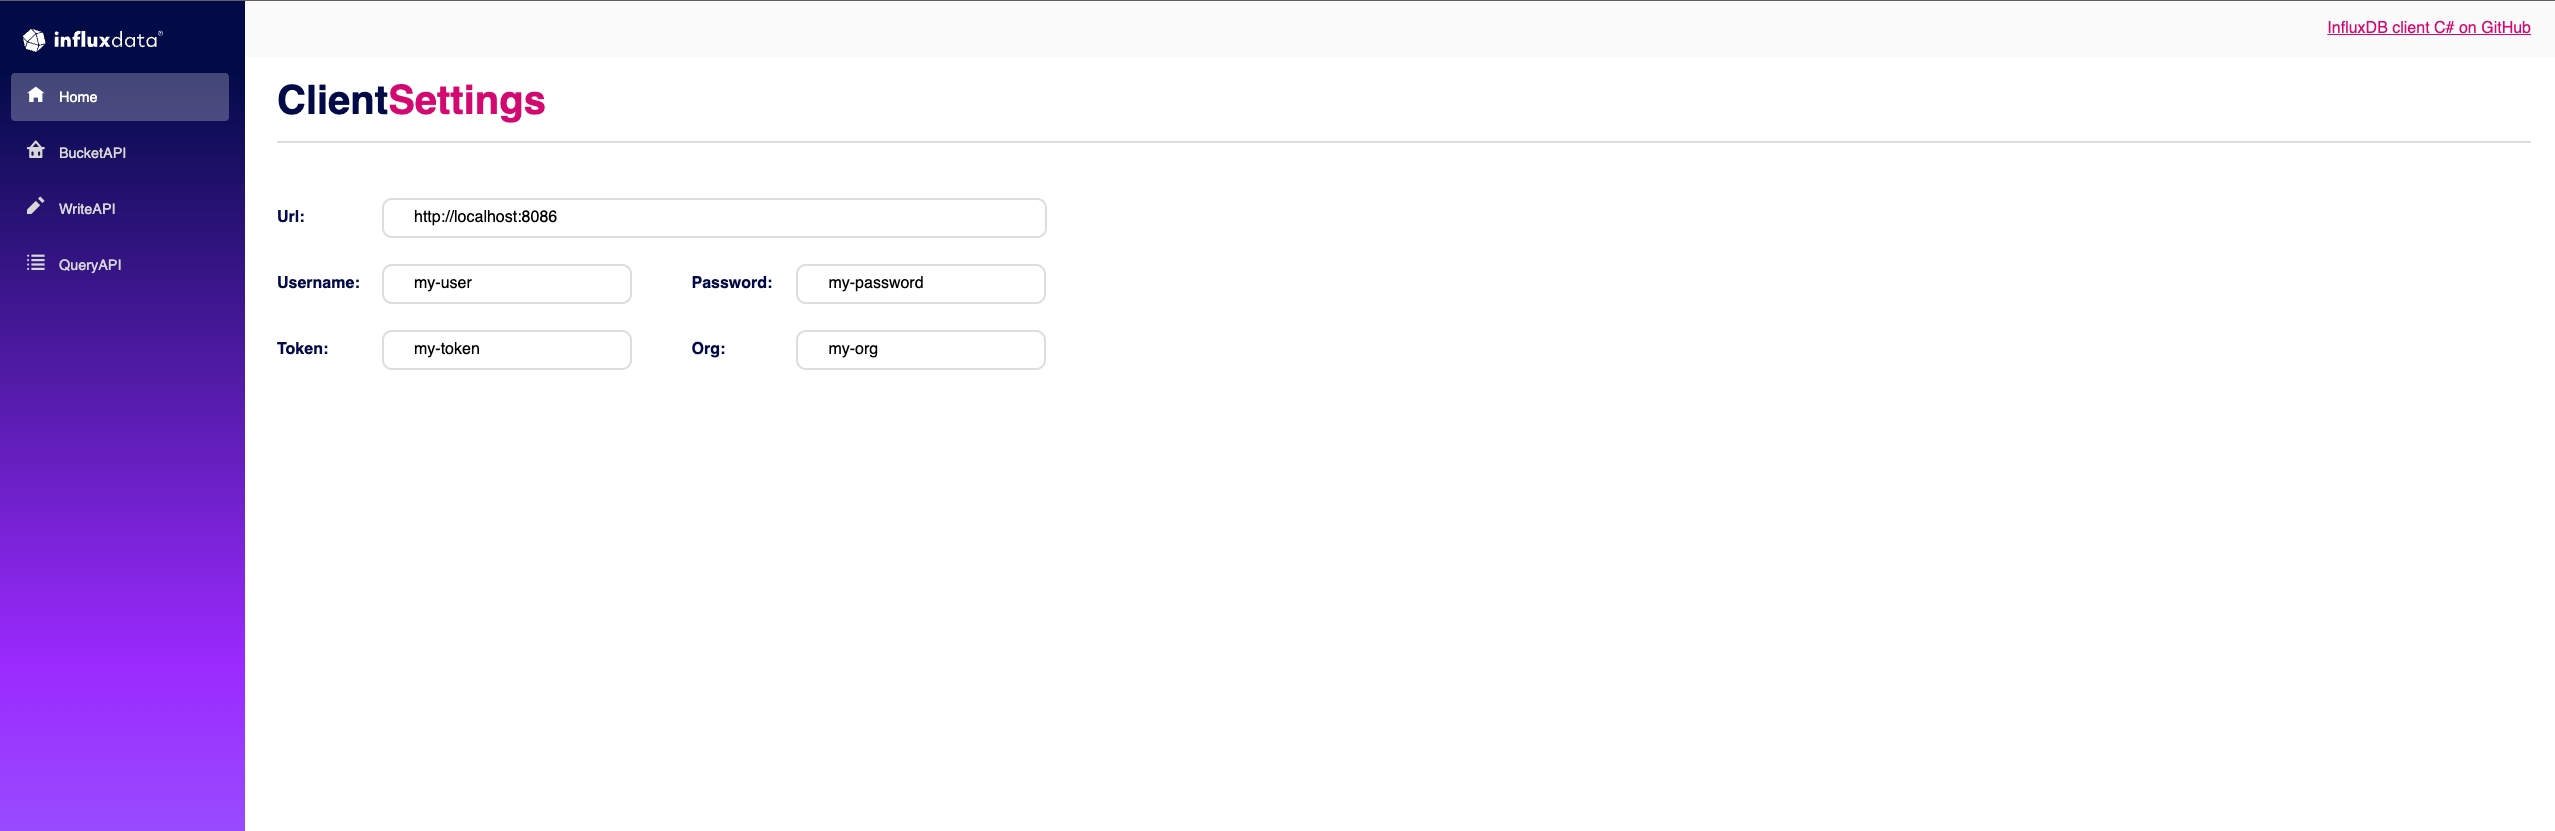 influxdata®
InfluxDB client C# on GitHub
Home
BucketAPI
WriteAPI
QueryAPI
ClientSettings
Url: http://localhost:8086
Username: my-user Password: my-password
Token: my-token Org: my-org